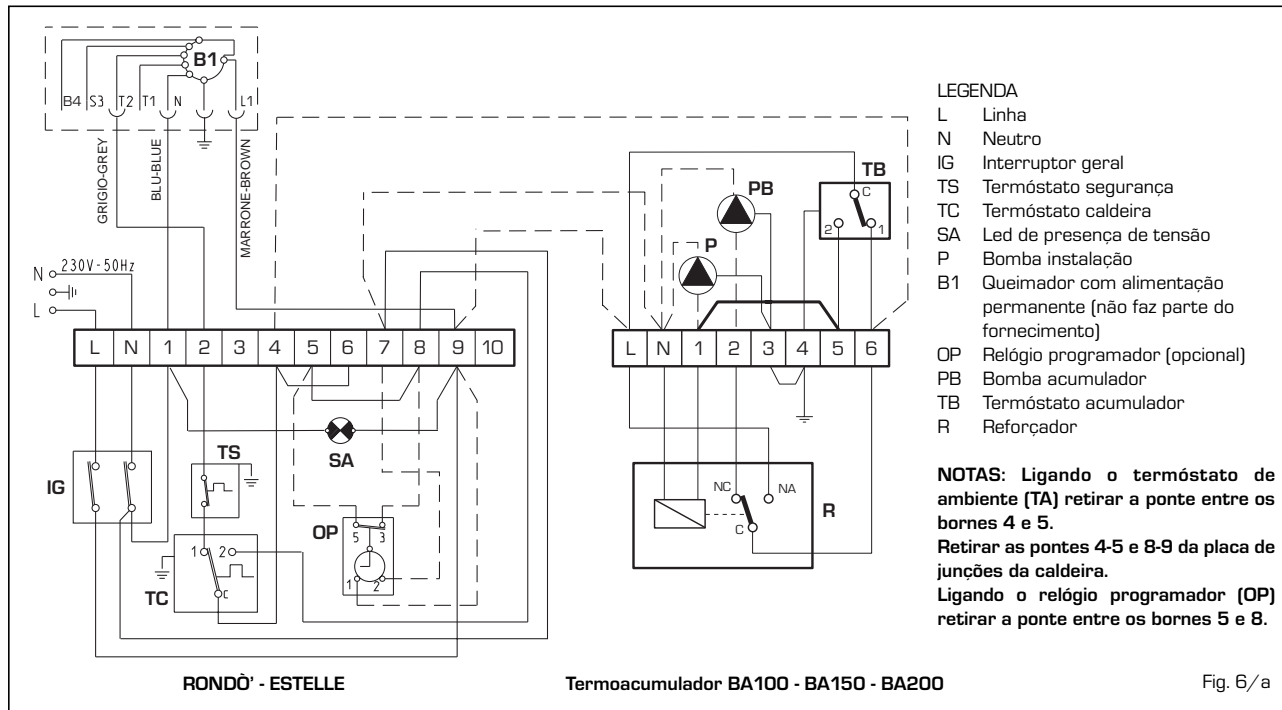 B1
B4 S3 T2 T1 N L1
GRIGIO-GREY
BLU-BLUE
MARRONE-BROWN
N 230V-50Hz
L
L N 1 2 3 4 5 6 7 8 9 10
IG
TS
SA
OP
5 3
1 2
1 2
C
TC
RONDÒ' - ESTELLE
TB
C
2 1
PB
P
L N 1 2 3 4 5 6
NC NA
C
R
Termoacumulador BA100 - BA150 - BA200
LEGENDA
L Linha
N Neutro
IG Interruptor geral
TS Termóstato segurança
TC Termóstato caldeira
SA Led de presença de tensão
P Bomba instalação
B1 Queimador com alimentação
permanente (não faz parte do
fornecimento)
OP Relógio programador (opcional)
PB Bomba acumulador
TB Termóstato acumulador
R Reforçador
NOTAS: Ligando o termóstato de
ambiente (TA) retirar a ponte entre os
bornes 4 e 5.
Retirar as pontes 4-5 e 8-9 da placa de
junções da caldeira.
Ligando o relógio programador (OP)
retirar a ponte entre os bornes 5 e 8.
Fig. 6/a